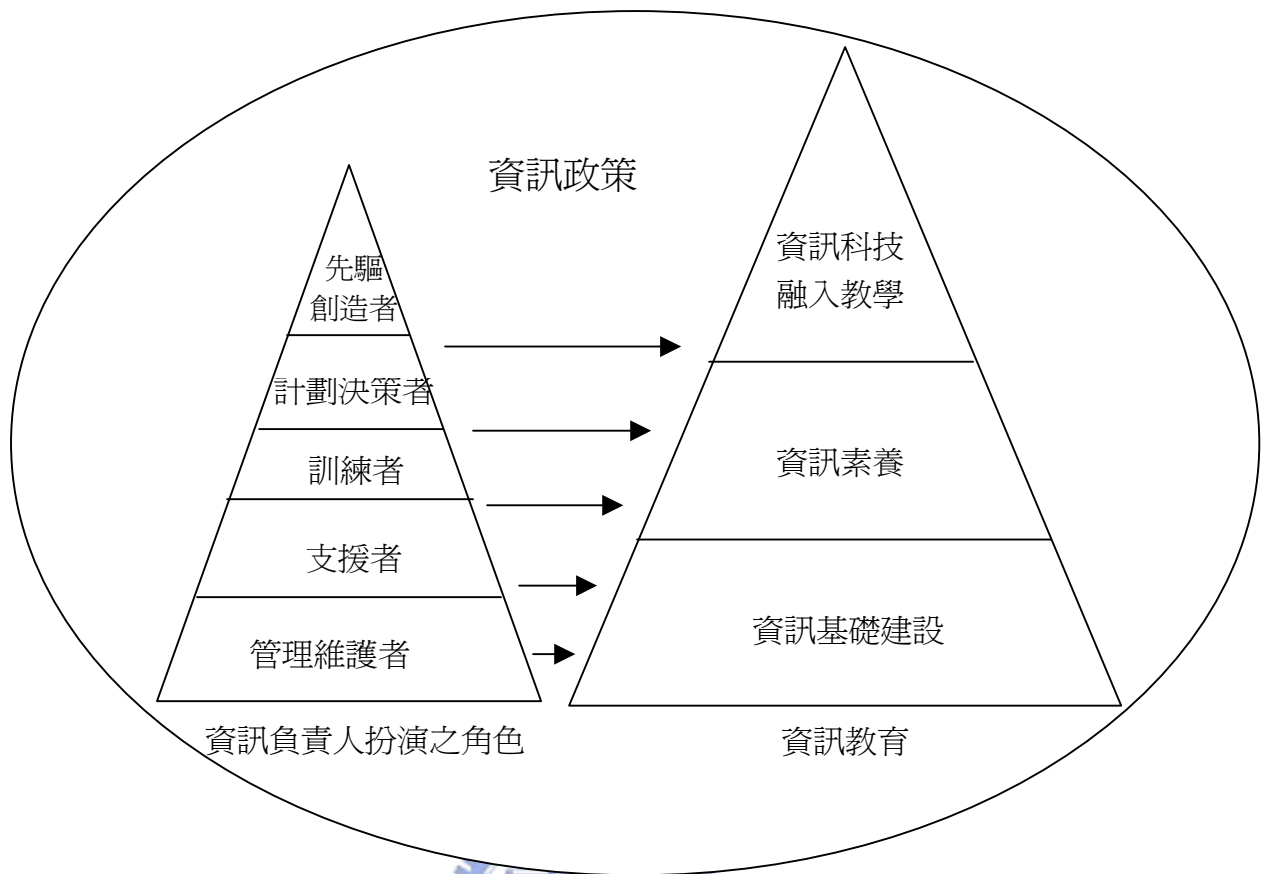 資訊政策
先驅
創造者
計劃決策者
訓練者
支援者
管理維護者
資訊負責人扮演之角色
資訊科技
融入教學
資訊素養
資訊基礎建設
資訊教育